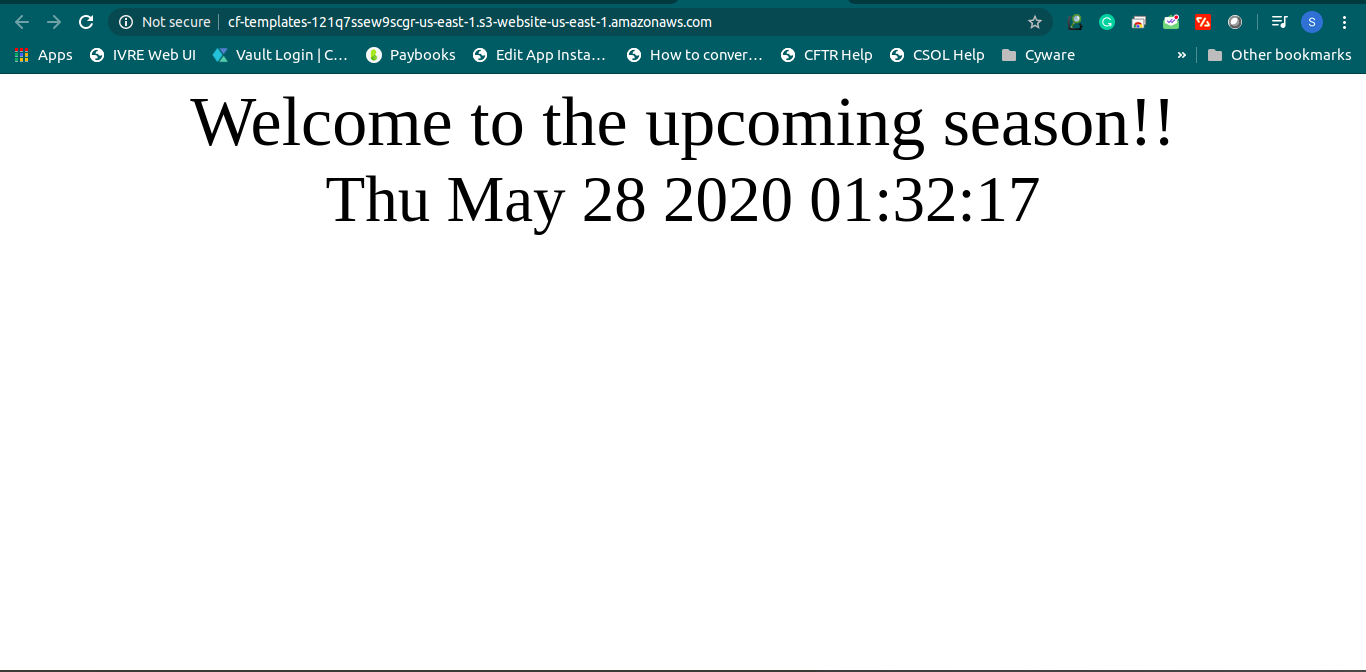 Not secure
cf-templates-121q7ssew9scgr-us-east-1.s3-website-us-east-1.amazonaws.com
S
Apps
IVRE Web UI
Vault Login | C...
Paybooks
Edit App Insta...
How to conver...
CFTR Help
CSOL Help
Cyware
»
Other bookmarks
Welcome to the upcoming season!!
Thu May 28 2020 01:32:17